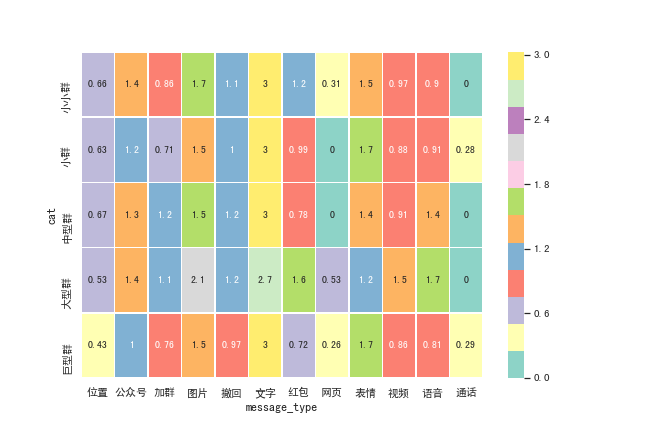 小小群 0.66 1.4 0.86 1.7 1.1 3 1.2 0.31 1.5 0.97 0.9 0
小群 0.63 1.2 0.71 1.5 1 3 0.99 0 1.7 0.88 0.91 0.28
中型群 0.67 1.3 1.2 1.5 1.2 3 0.78 0 1.4 0.91 1.4 0
大型群 0.53 1.4 1.1 2.1 1.2 2.7 1.6 0.53 1.2 1.5 1.7 0
巨型群 0.43 1 0.76 1.5 0.97 3 0.72 0.26 1.7 0.86 0.81 0.29
cat
位置 公众号 加群 图片 撤回 文字 红包 网页 表情 视频 语音 通话
message_type
3.0
2.4
1.8
1.2
0.6
0.0